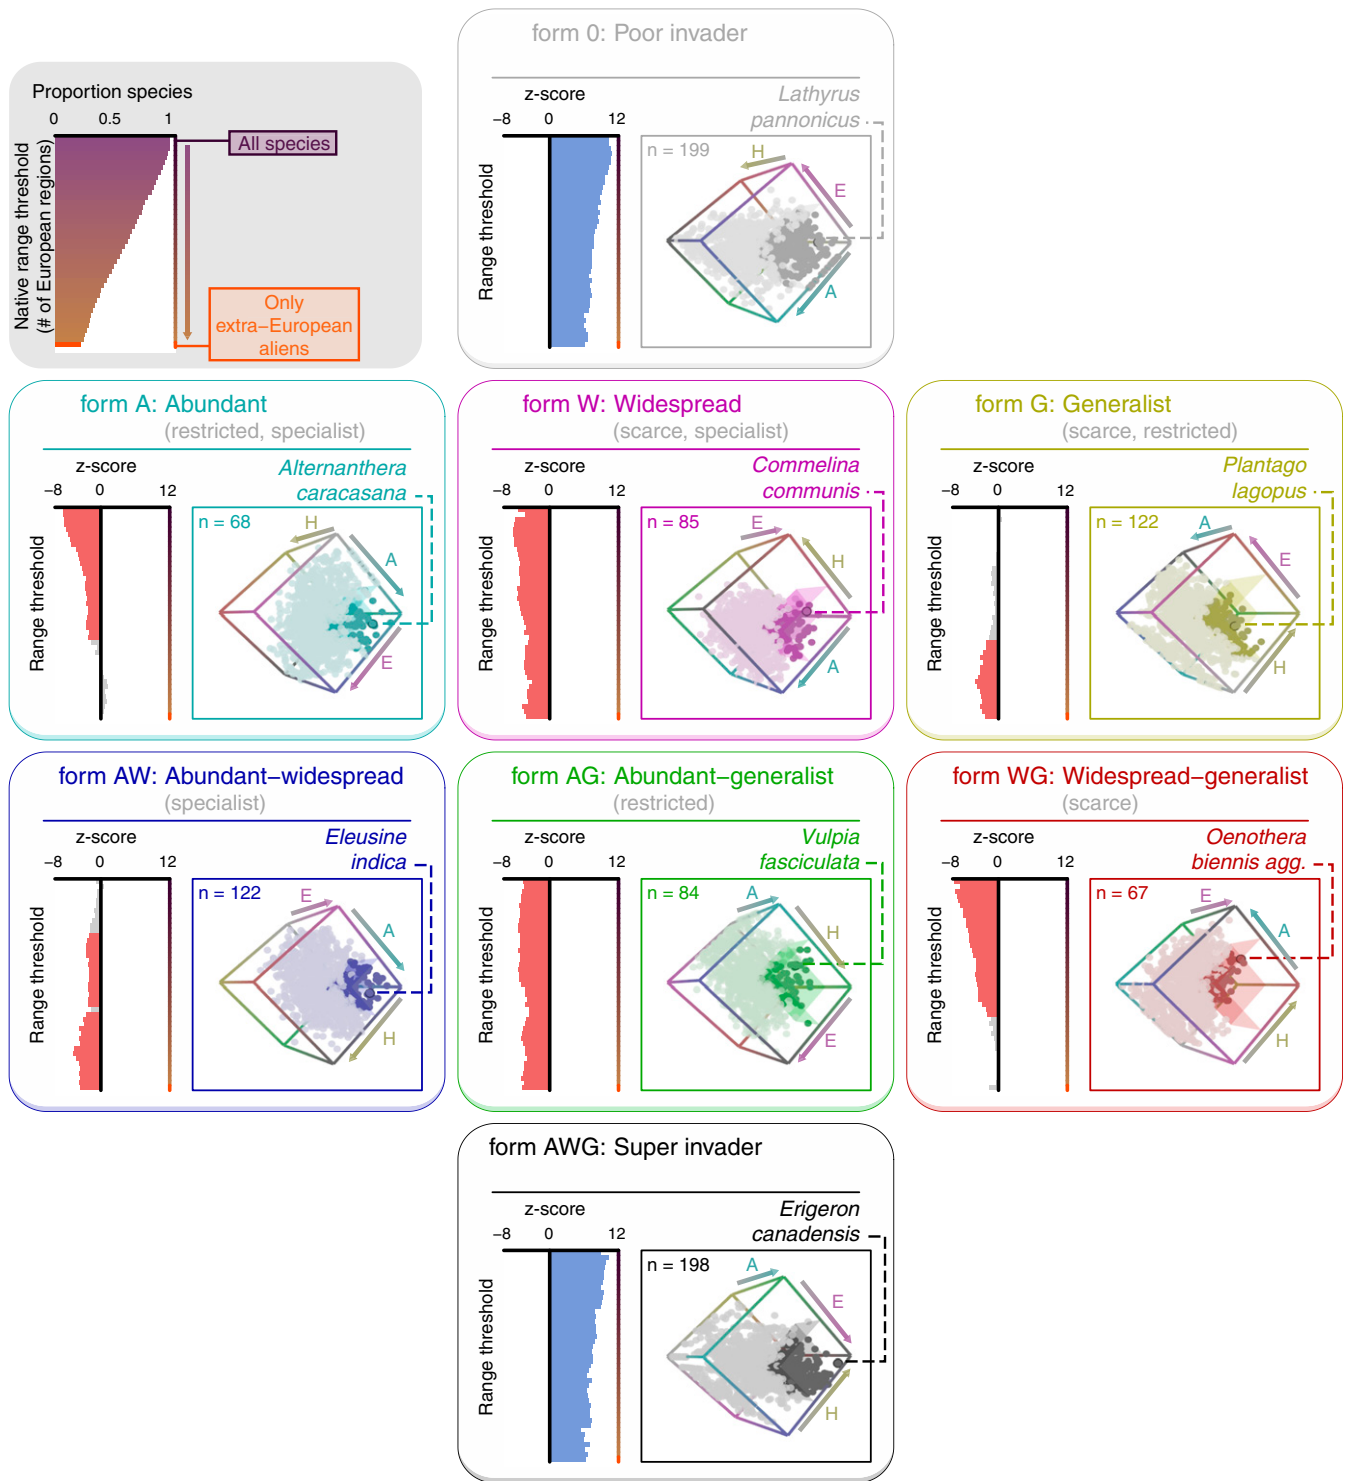 form 0: Poor invader
z-score
Lathyrus
pannonicus
−8 0 12
Range threshold
n = 199
H
E
A
Proportion species
0 0.5 1
Native range threshold
(# of European regions)
All species
Only
extra−European
aliens
form A: Abundant
(restricted, specialist)
z-score
Alternanthera
caracasana
−8 0 12
Range threshold
n = 68
H
A
E
form W: Widespread
(scarce, specialist)
z-score
Commelina
communis
−8 0 12
Range threshold
n = 85
E
H
A
form G: Generalist
(scarce, restricted)
z-score
Plantago
lagopus
−8 0 12
Range threshold
n = 122
A
E
H
form AW: Abundant−widespread
(specialist)
z-score
Eleusine
indica
−8 0 12
Range threshold
n = 122
E
A
H
form AG: Abundant−generalist
(restricted)
z-score
Vulpia
fasciculata
−8 0 12
Range threshold
n = 84
A
H
E
form WG: Widespread−generalist
(scarce)
z-score
Oenothera
biennis agg.
−8 0 12
Range threshold
n = 67
E
A
H
form AWG: Super invader
z-score
Erigeron
canadensis
−8 0 12
Range threshold
n = 198
A
E
H